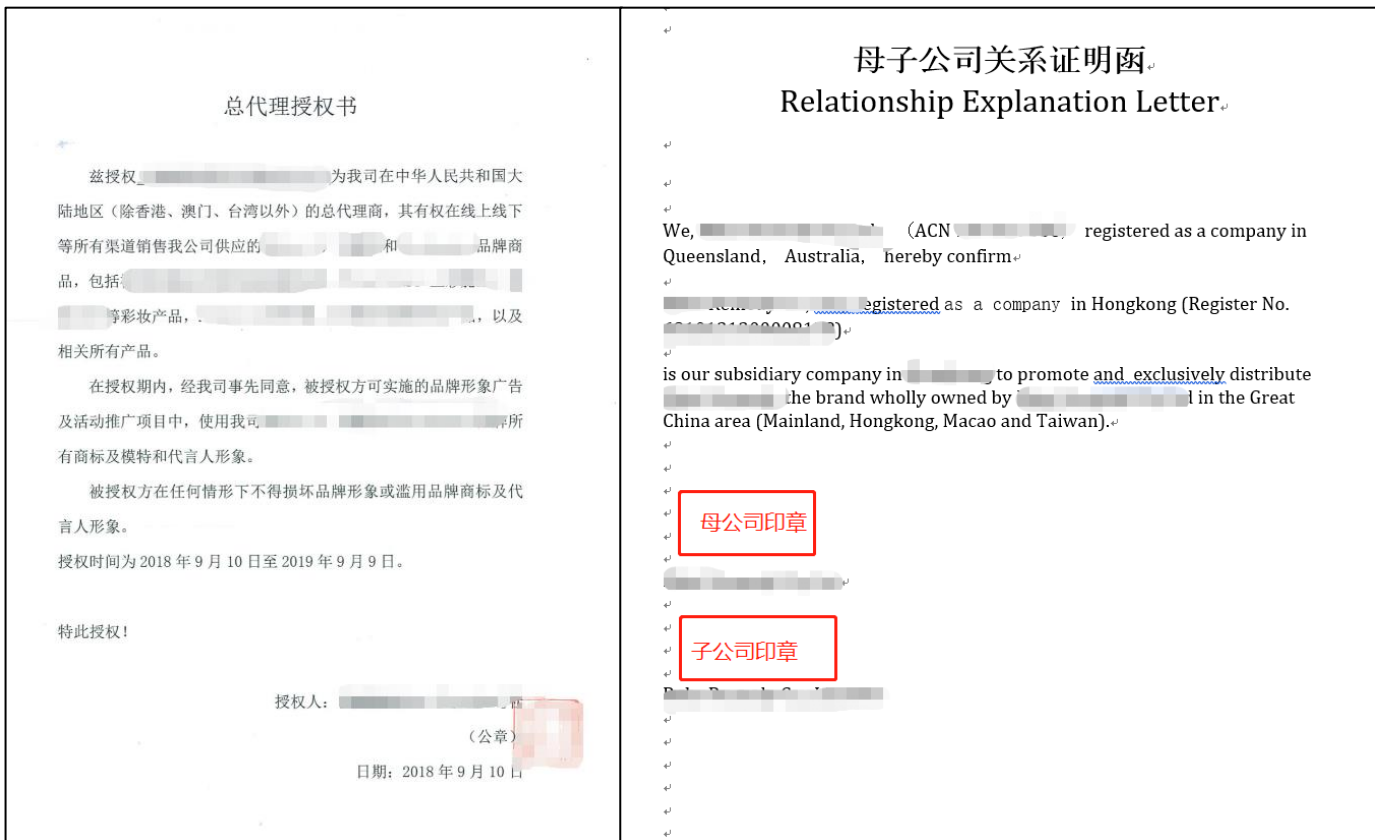 总代理授权书
兹授权 为我司在中华人民共和国大
陆地区（除香港、澳门、台湾以外）的总代理商，其有权在线上线下
等所有渠道销售我公司供应的 和 品牌商
品，包括
等彩妆产品， ，以及
相关所有产品。
在授权期内，经我司事先同意，被授权方可实施的品牌形象广告
及活动推广项目中，使用我司 所
有商标及模特和代言人形象。
被授权方在任何情形下不得损坏品牌形象或滥用品牌商标及代
言人形象。
授权时间为 2018 年 9 月 10 日至 2019 年 9 月 9 日。
特此授权！
授权人：
（公章）
日期：2018 年 9 月 10 日
母子公司关系证明函
Relationship Explanation Letter
We, （ACN registered as a company in
Queensland， Australia， hereby confirm
registered as a company in Hongkong (Register No.
)
is our subsidiary company in to promote and exclusively distribute
the brand wholly owned by in the Great
China area (Mainland, Hongkong, Macao and Taiwan).
母公司印章
子公司印章